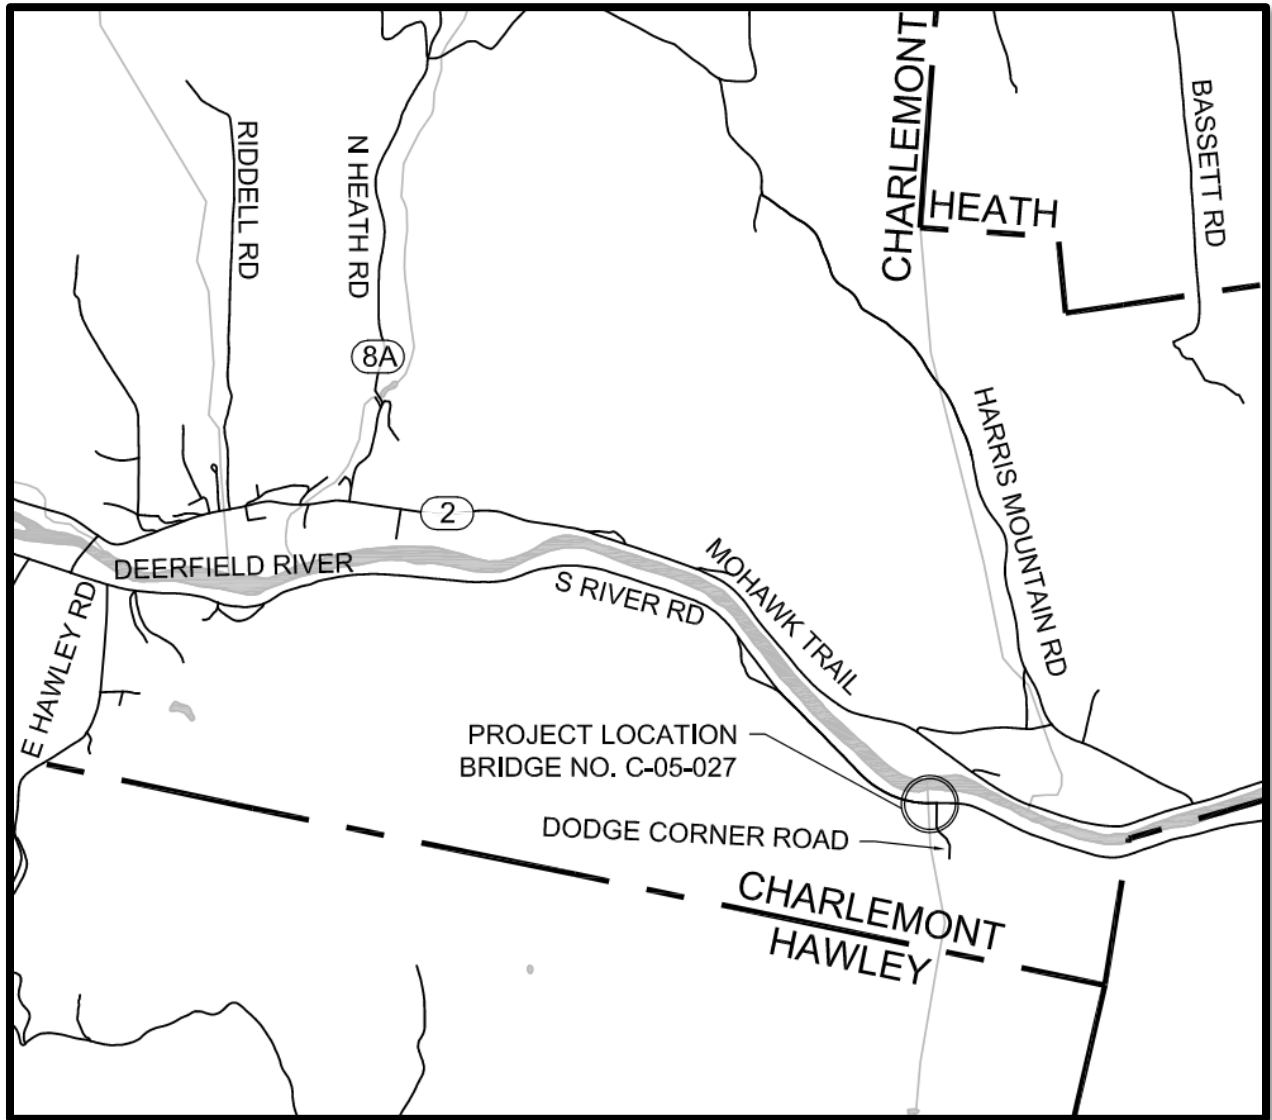 CHARLEMONT
HEATH
BASSETT RD
RIDDELL RD
N HEATH RD
8A
2
HARRIS MOUNTAIN RD
DEERFIELD RIVER
S RIVER RD
MOHAWK TRAIL
E HAWLEY RD
PROJECT LOCATION
BRIDGE NO. C-05-027
DODGE CORNER ROAD
CHARLEMONT
HAWLEY